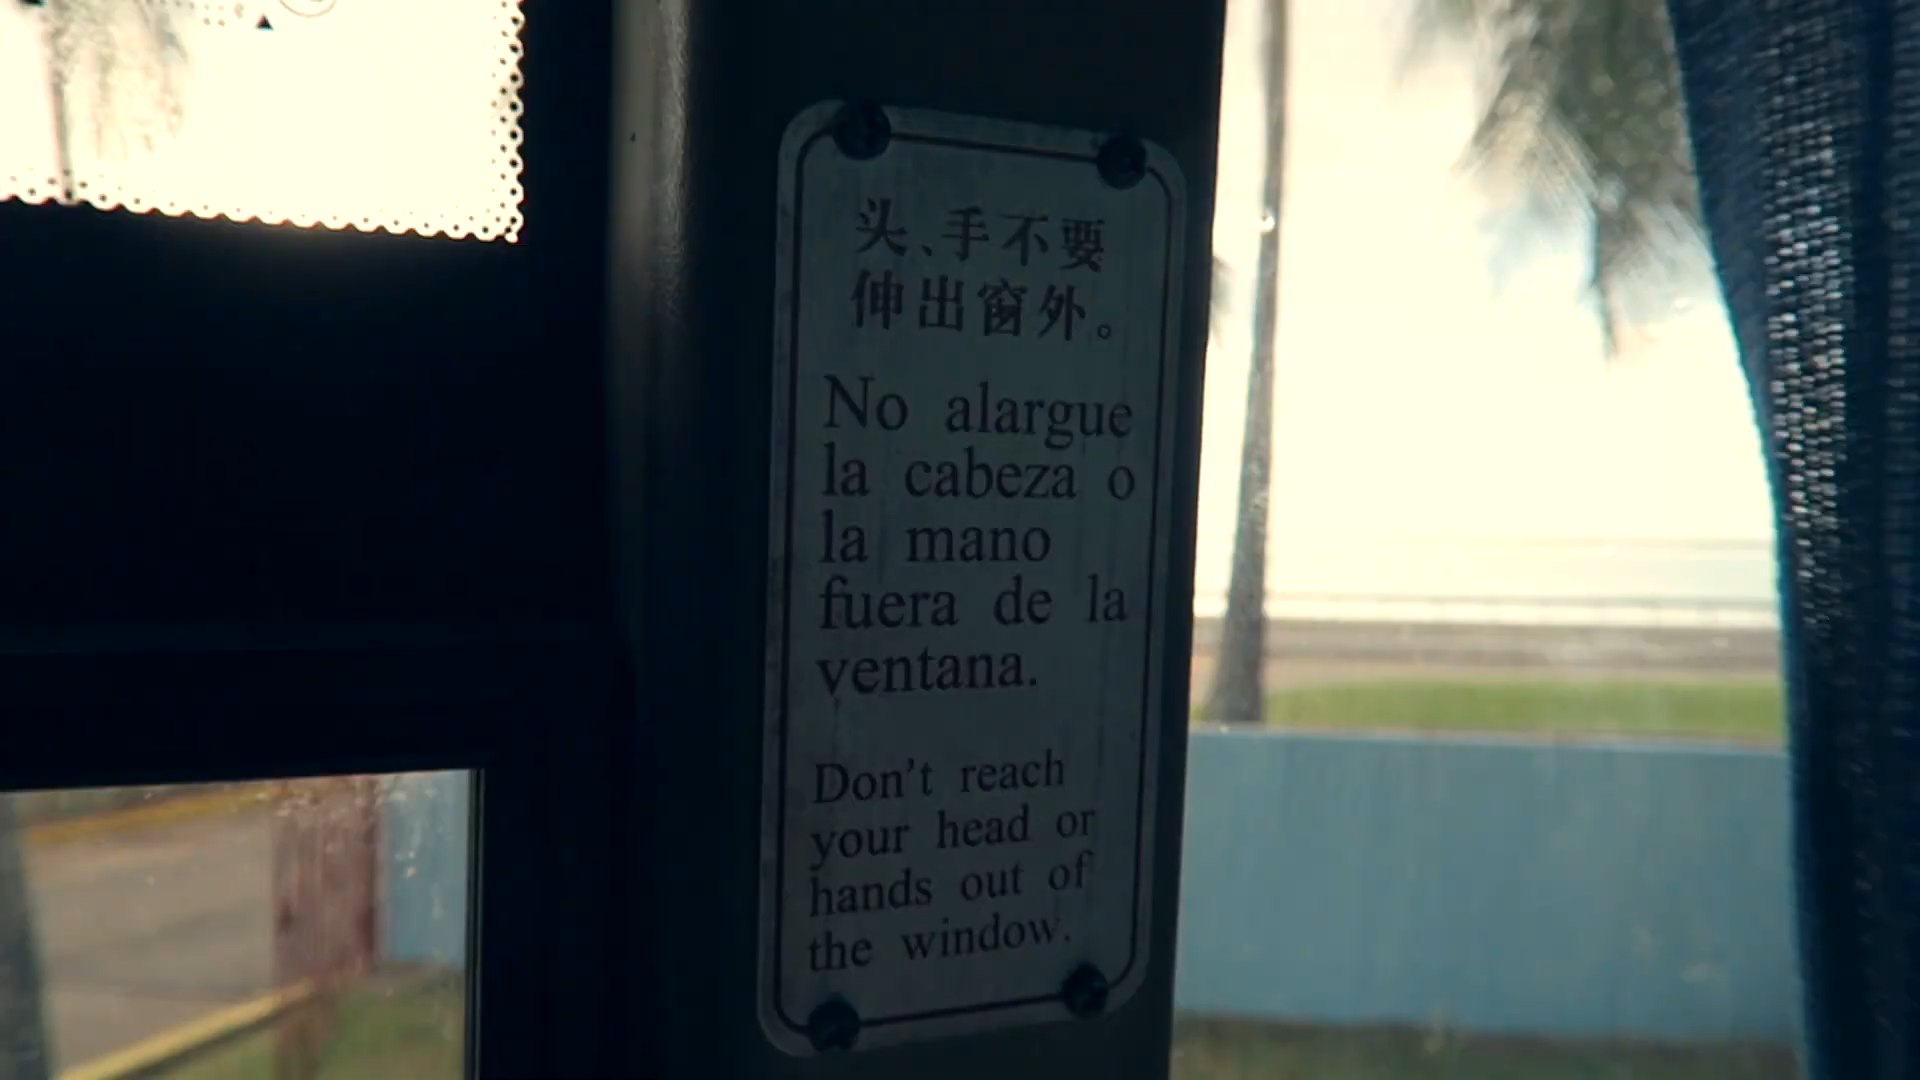 头、手不要
伸出窗外。
No alargue
la cabeza o
la mano
fuera de la
ventana.
Don't reach
your head or
hands out of
the window.